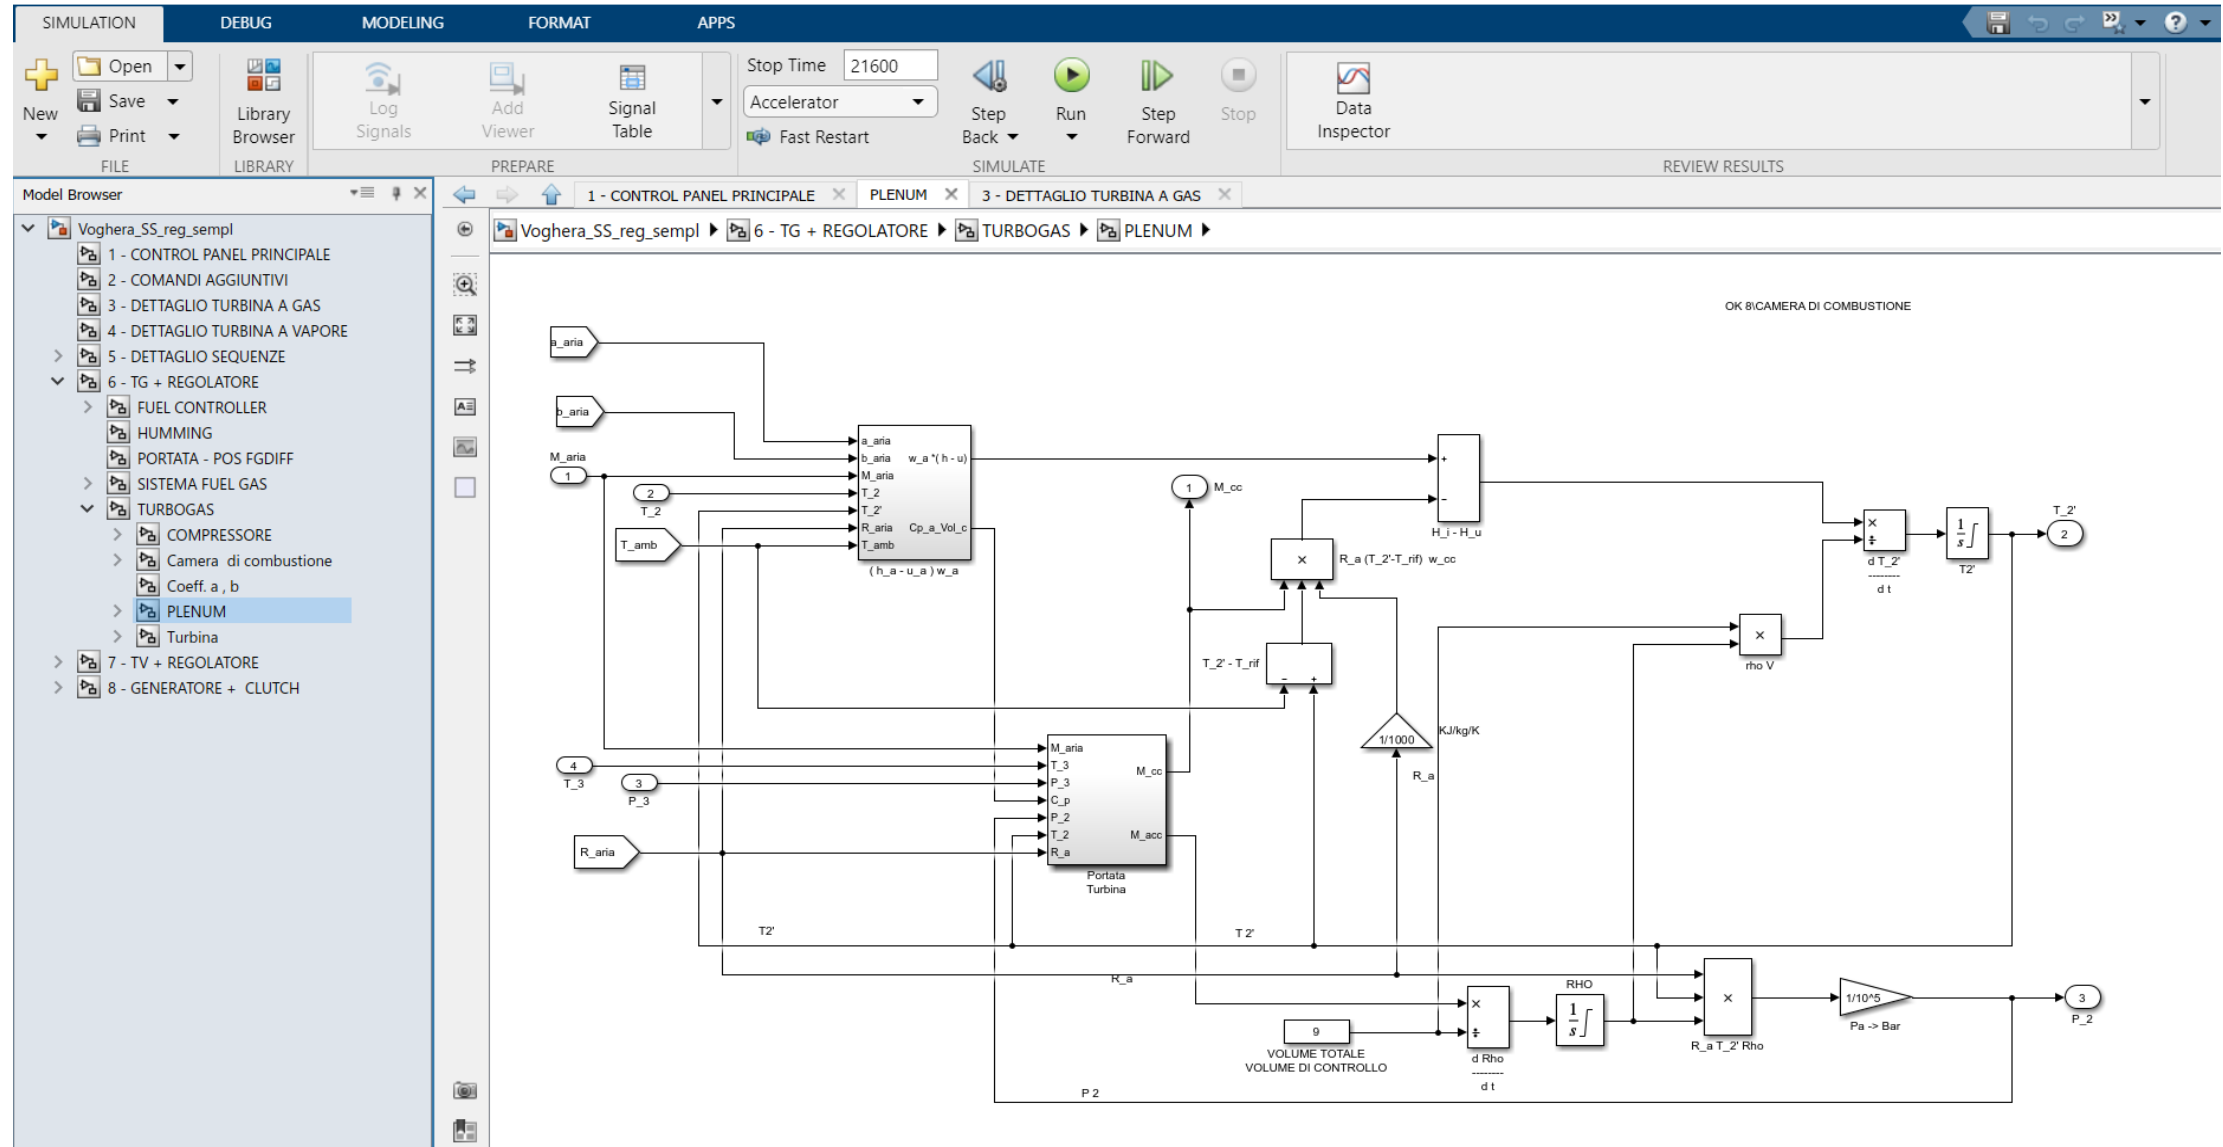 SIMULATION DEBUG MODELING FORMAT APPS
New
Open
Save
Print
FILE
Library
Browser
LIBRARY
Log
Signals
Add
Viewer
Signal
Table
PREPARE
Stop Time 21600
Accelerator
Fast Restart
Step
Back
Run
Step
Forward
Stop
SIMULATE
Data
Inspector
REVIEW RESULTS
Model Browser
1 - CONTROL PANEL PRINCIPALE PLENUM 3 - DETTAGLIO TURBINA A GAS
Voghera_SS_reg_sempl 6 - TG + REGOLATORE TURBOGAS PLENUM
Voghera_SS_reg_sempl
1 - CONTROL PANEL PRINCIPALE
2 - COMANDI AGGIUNTIVI
3 - DETTAGLIO TURBINA A GAS
4 - DETTAGLIO TURBINA A VAPORE
5 - DETTAGLIO SEQUENZE
6 - TG + REGOLATORE
FUEL CONTROLLER
HUMMING
PORTATA - POS FGDIFF
SISTEMA FUEL GAS
TURBOGAS
COMPRESSORE
Camera di combustione
Coeff. a , b
PLENUM
Turbina
7 - TV + REGOLATORE
8 - GENERATORE + CLUTCH
OK 8\CAMERA DI COMBUSTIONE
a_aria
b_aria
M_aria
1
2
T_2
T_amb
a_aria
b_aria w_a *( h - u)
M_aria
T_2
T_2'
R_aria Cp_a_Vol_c
T_amb
( h_a - u_a ) w_a
1 M_cc
+
−
H_i - H_u
×
R_a (T_2'-T_rif) w_cc
T_2' - T_rif
− +
1/1000
KJ/kg/K
R_a
×
÷
d T_2'
--------
d t
1
s
T2'
T_2'
2
×
rho V
4
T_3
3
P_3
R_aria
M_aria
T_3
P_3
C_p
P_2
T_2
R_a
M_cc
M_acc
Portata
Turbina
T2'
T 2'
R_a
9
VOLUME TOTALE
VOLUME DI CONTROLLO
×
÷
d Rho
--------
d t
RHO
1
s
×
R_a T_2' Rho
1/10^5
Pa -> Bar
3
P_2
P 2